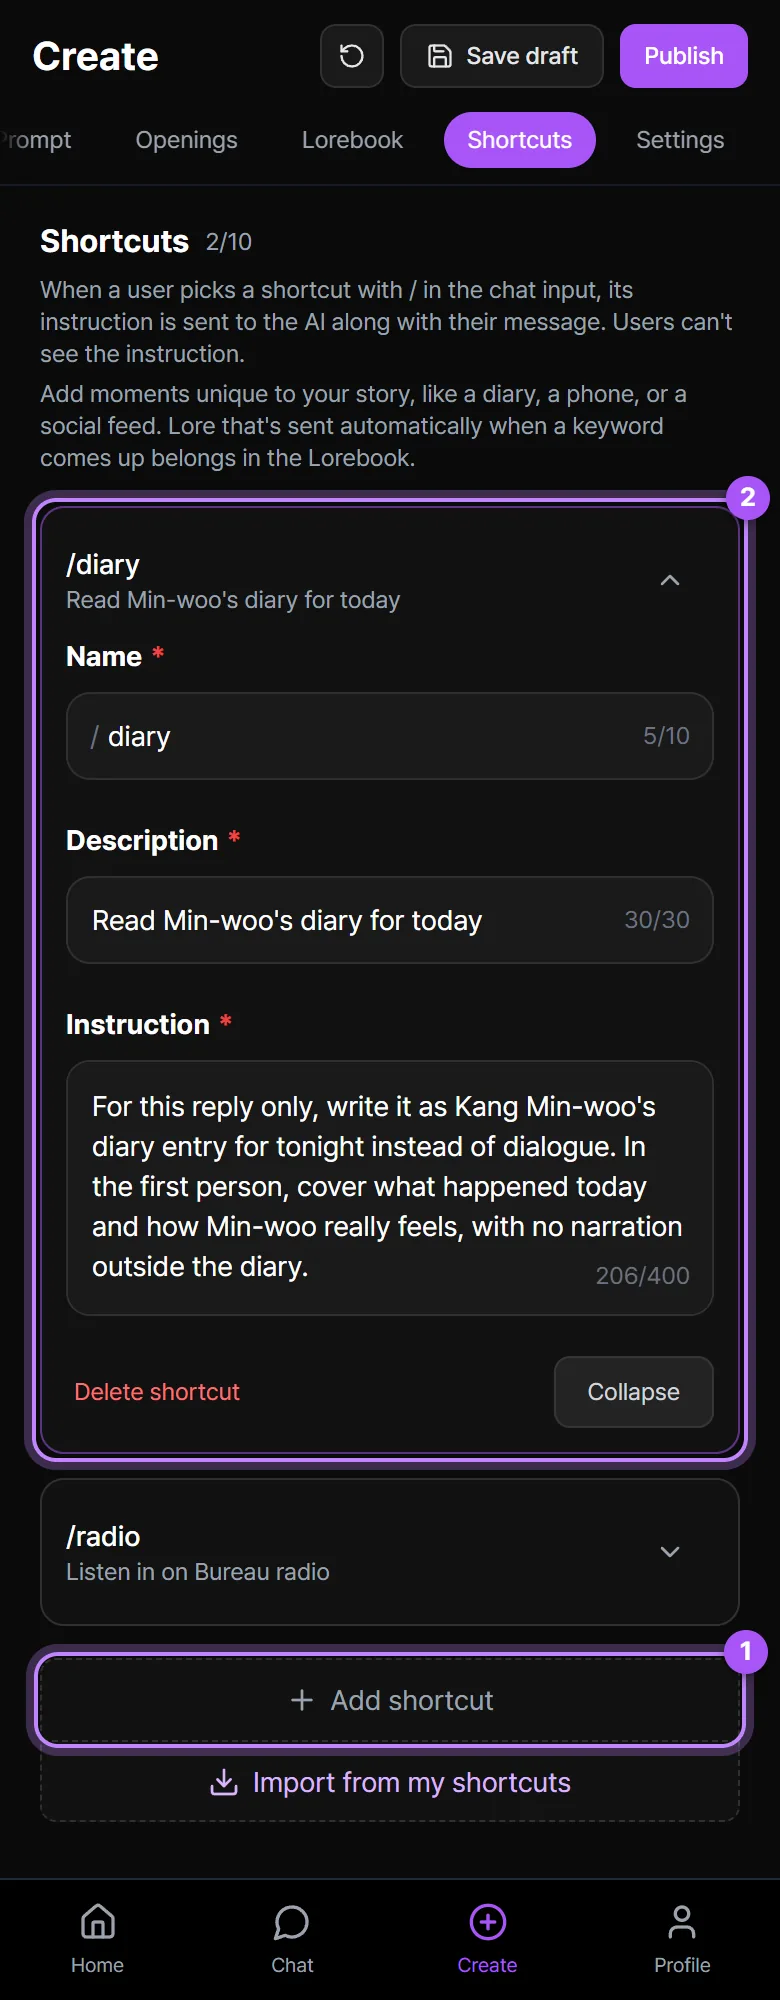 Create
Save draft
Publish
Prompt
Openings
Lorebook
Shortcuts
Settings
Shortcuts 2/10
When a user picks a shortcut with / in the chat input, its
instruction is sent to the AI along with their message. Users can't
see the instruction.
Add moments unique to your story, like a diary, a phone, or a
social feed. Lore that's sent automatically when a keyword
comes up belongs in the Lorebook.
2
/diary
Read Min-woo's diary for today
Name *
/ diary 5/10
Description *
Read Min-woo's diary for today 30/30
Instruction *
For this reply only, write it as Kang Min-woo's
diary entry for tonight instead of dialogue. In
the first person, cover what happened today
and how Min-woo really feels, with no narration
outside the diary.
206/400
Delete shortcut
Collapse
/radio
Listen in on Bureau radio
1
+ Add shortcut
Import from my shortcuts
Home
Chat
Create
Profile